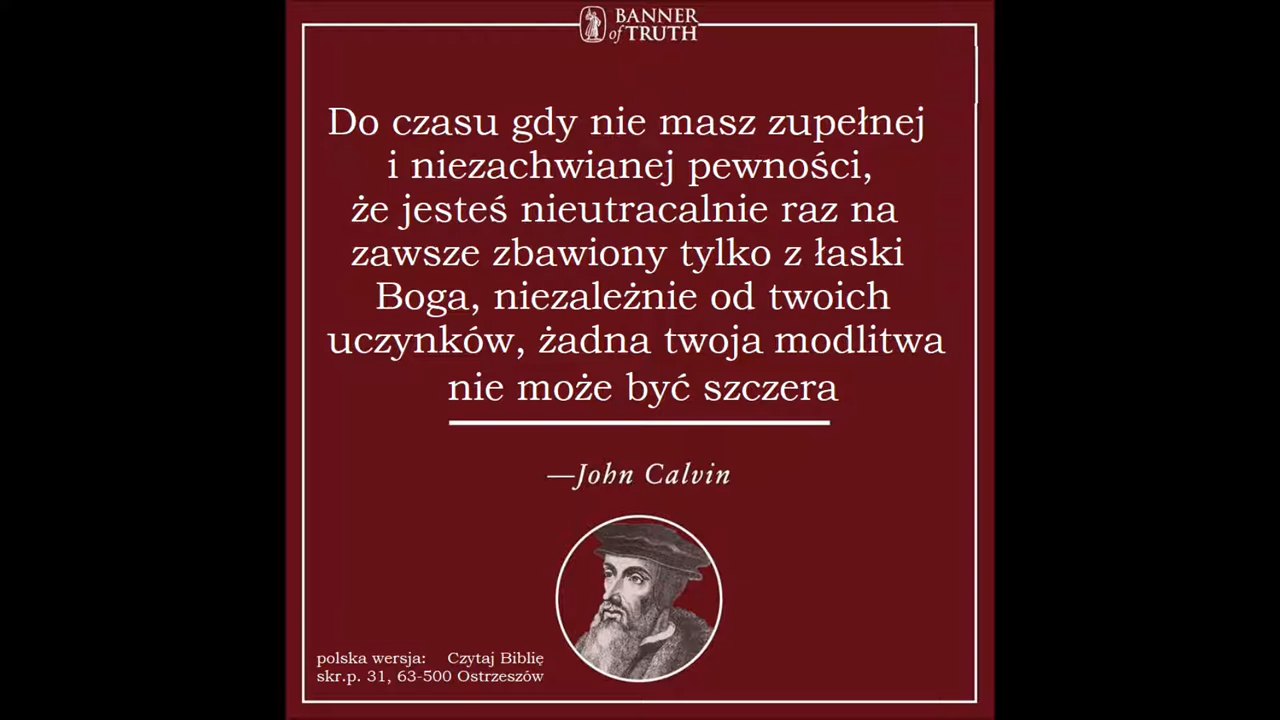 BANNER
of TRUTH
Do czasu gdy nie masz zupełnej
i niezachwianej pewności,
że jesteś nieutracalnie raz na
zawsze zbawiony tylko z łaski
Boga, niezależnie od twoich
uczynków, żadna twoja modlitwa
nie może być szczera
—John Calvin
polska wersja: Czytaj Biblię
skr.p. 31, 63-500 Ostrzeszów